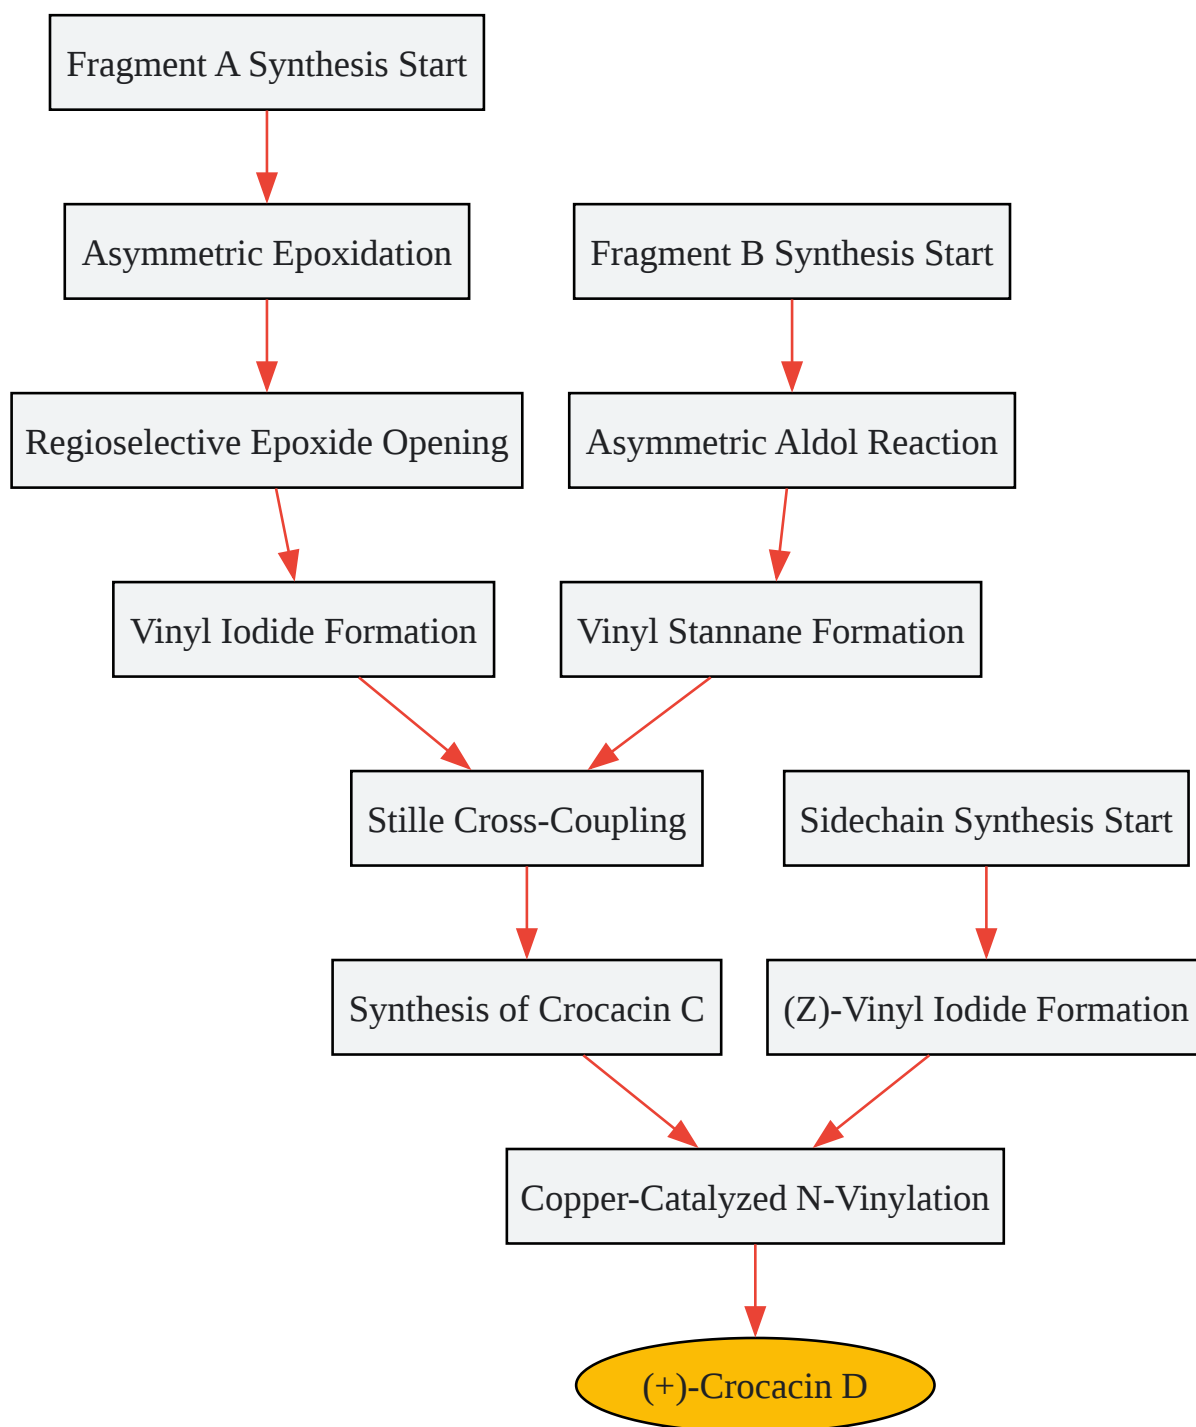 Fragment A Synthesis Start
Asymmetric Epoxidation
Fragment B Synthesis Start
Regioselective Epoxide Opening
Asymmetric Aldol Reaction
Vinyl Iodide Formation
Vinyl Stannane Formation
Stille Cross-Coupling
Sidechain Synthesis Start
Synthesis of Crocacin C
(Z)-Vinyl Iodide Formation
Copper-Catalyzed N-Vinylation
(+)-Crocacin D